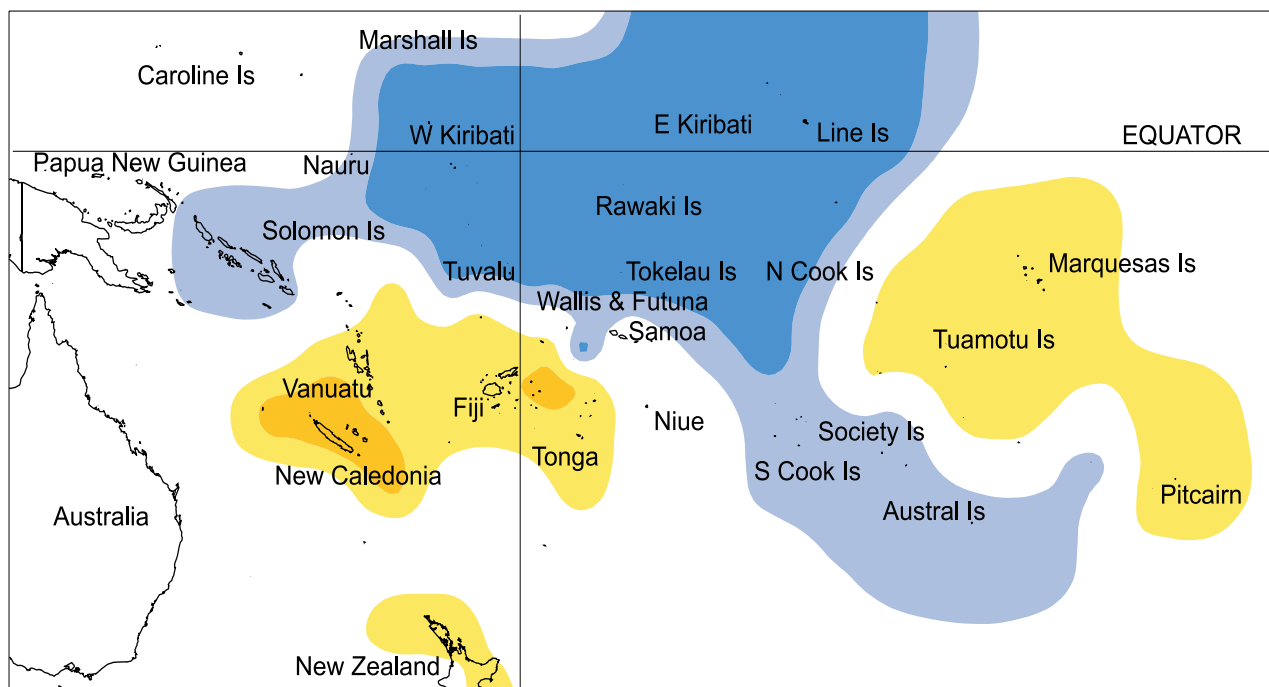 Marshall Is
Caroline Is
W Kiribati
E Kiribati
Line Is
EQUATOR
Papua New Guinea
Nauru
Rawaki Is
Solomon Is
Tuvalu
Tokelau Is
N Cook Is
Marquesas Is
Wallis & Futuna
Samoa
Tuamotu Is
Vanuatu
Fiji
Niue
Society Is
Tonga
S Cook Is
New Caledonia
Pitcairn
Australia
Austral Is
New Zealand